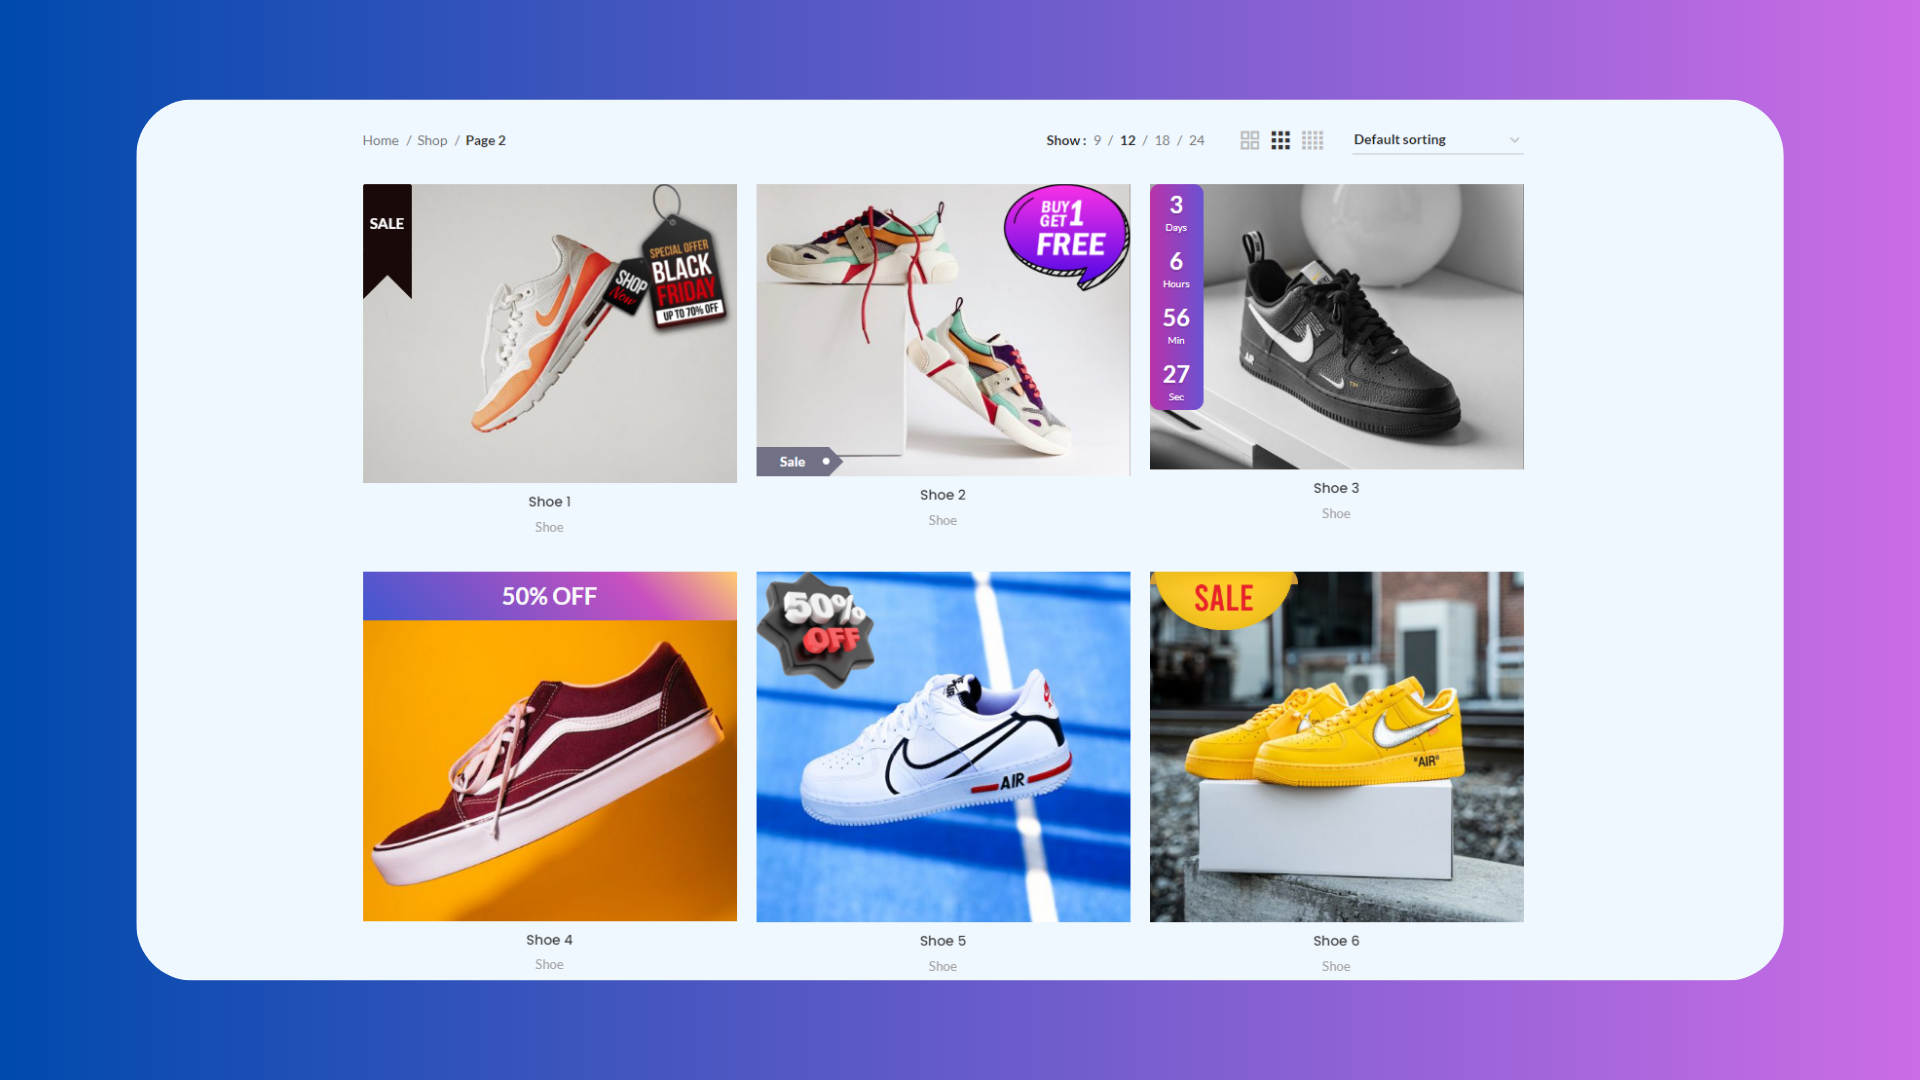 Home / Shop / Page 2
Show : 9 / 12 / 18 / 24
Default sorting
SALE
SPECIAL OFFER
BLACK
FRIDAY
UP TO 70% OFF
SHOP
Now
BUY 1
GET
FREE
Sale
3
Days
6
Hours
56
Min
27
Sec
AIR
TM
Shoe 1
Shoe
Shoe 2
Shoe
Shoe 3
Shoe
50% OFF
50%
OFF
AIR
SALE
"AIR"
Shoe 4
Shoe
Shoe 5
Shoe
Shoe 6
Shoe